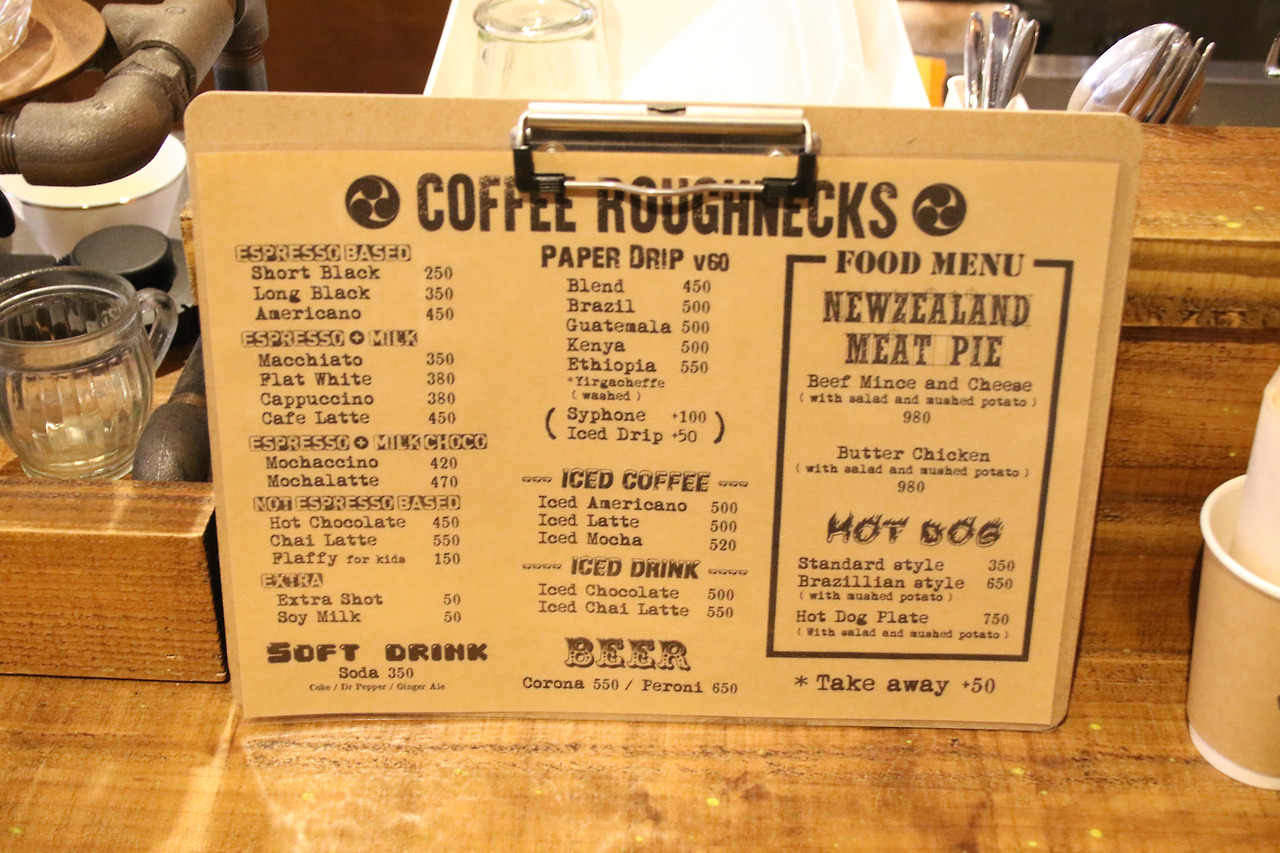 COFFEE ROUGHNECKS
ESPRESSO BASED
Short Black 250
Long Black 350
Americano 450
ESPRESSO + MILK
Macchiato 350
Flat White 380
Cappuccino 380
Cafe Latte 450
ESPRESSO + MILK CHOCO
Mochaccino 420
Mochalatte 470
NOT ESPRESSO BASED
Hot Chocolate 450
Chai Latte 550
Flaffy for kids 150
EXTRA
Extra Shot 50
Soy Milk 50
SOFT DRINK
Soda 350
Coke / Dr Pepper / Ginger Ale
PAPER DRIP V60
Blend 450
Brazil 500
Guatemala 500
Kenya 500
Ethiopia 550
*Yirgacheffe
( washed )
( Syphone +100 )
Iced Drip +50
---- ICED COFFEE ----
Iced Americano 500
Iced Latte 500
Iced Mocha 520
---- ICED DRINK ----
Iced Chocolate 500
Iced Chai Latte 550
BEER
Corona 550 / Peroni 650
FOOD MENU
NEWZEALAND
MEAT PIE
Beef Mince and Cheese
( with salad and mushed potato )
980
Butter Chicken
( with salad and mushed potato )
980
HOT DOG
Standard style 350
Brazillian style 650
( with mushed potato )
Hot Dog Plate 750
( With salad and mushed potato )
* Take away +50